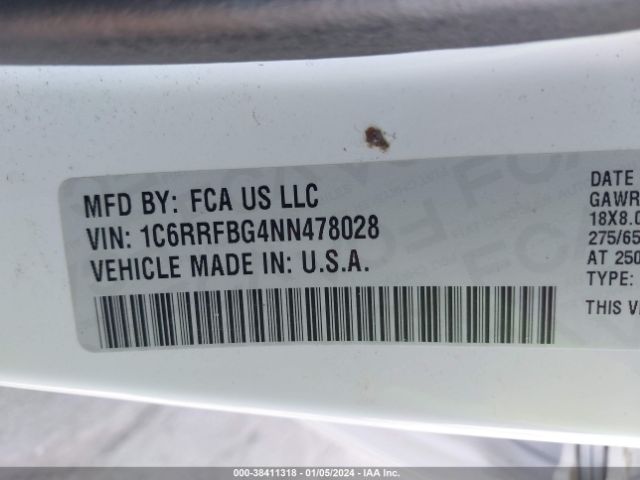 MFD BY: FCA US LLC
VIN: 1C6RRFBG4NN478028
VEHICLE MADE IN: U.S.A.
DATE
GAWR
18X8.0
275/65
AT 250
TYPE:
THIS V
000-38411318 - 01/05/2024 - IAA Inc.